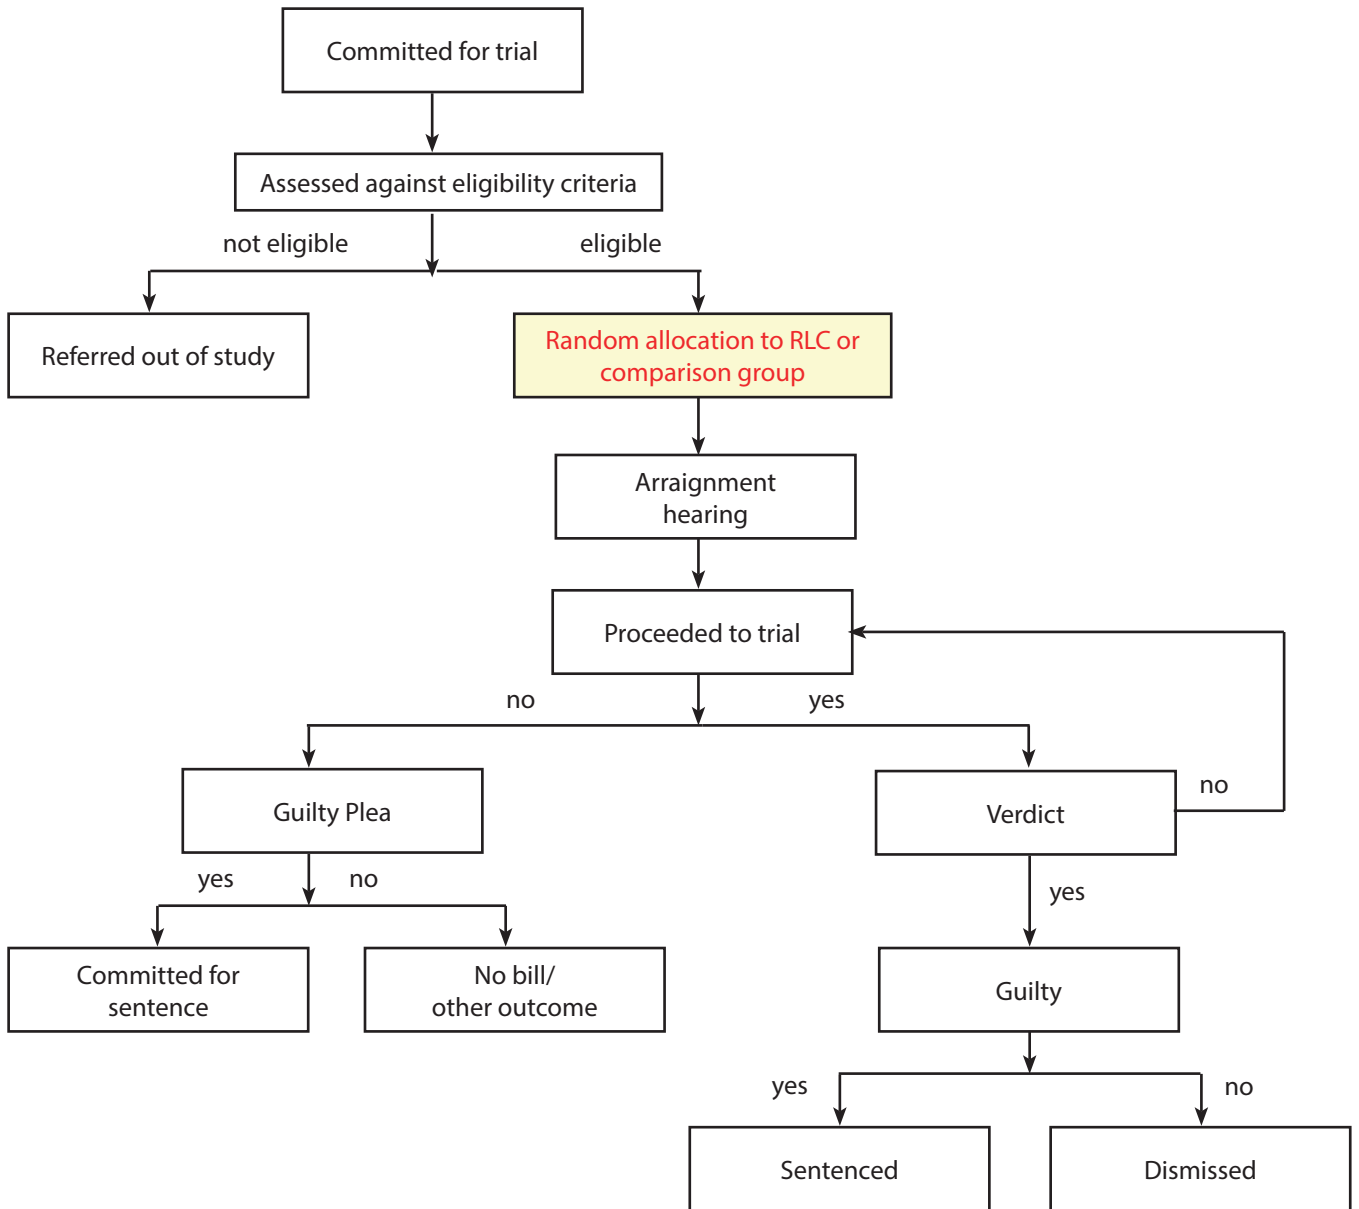 Committed for trial
Assessed against eligibility criteria
not eligible
eligible
Referred out of study
Random allocation to RLC or
comparison group
Arraignment
hearing
Proceeded to trial
no
yes
Guilty Plea
Verdict
no
yes
no
yes
Committed for
sentence
No bill/
other outcome
Guilty
yes
no
Sentenced
Dismissed